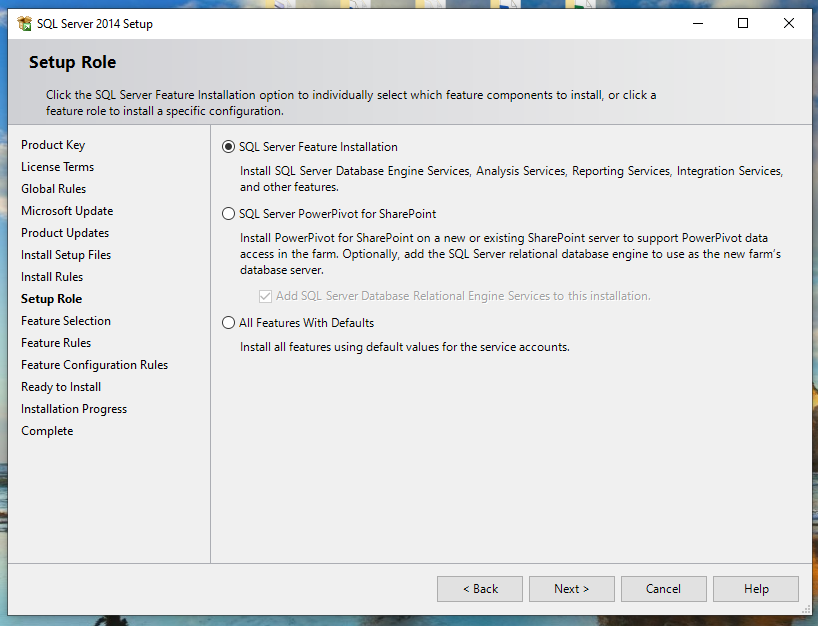 SQL Server 2014 Setup
Setup Role
Click the SQL Server Feature Installation option to individually select which feature components to install, or click a
feature role to install a specific configuration.
Product Key
License Terms
Global Rules
Microsoft Update
Product Updates
Install Setup Files
Install Rules
Setup Role
Feature Selection
Feature Rules
Feature Configuration Rules
Ready to Install
Installation Progress
Complete
SQL Server Feature Installation
Install SQL Server Database Engine Services, Analysis Services, Reporting Services, Integration Services,
and other features.
SQL Server PowerPivot for SharePoint
Install PowerPivot for SharePoint on a new or existing SharePoint server to support PowerPivot data
access in the farm. Optionally, add the SQL Server relational database engine to use as the new farm's
database server.
Add SQL Server Database Relational Engine Services to this installation.
All Features With Defaults
Install all features using default values for the service accounts.
< Back
Next >
Cancel
Help